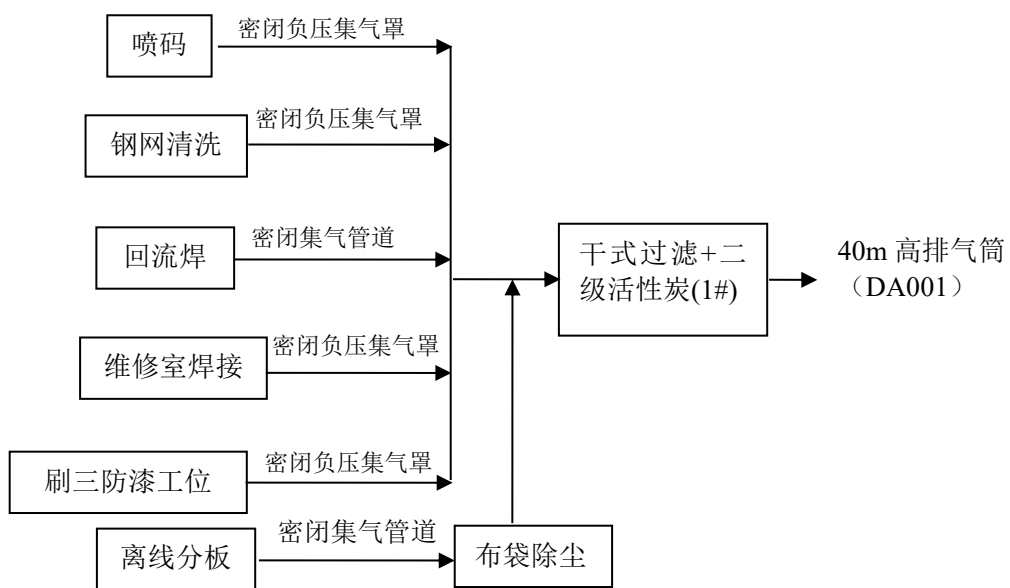 喷码
密闭负压集气罩
钢网清洗
密闭负压集气罩
回流焊
密闭集气管道
维修室焊接
密闭负压集气罩
刷三防漆工位
密闭负压集气罩
离线分板
密闭集气管道
布袋除尘
干式过滤+二
级活性炭(1#)
40m 高排气筒
（DA001）